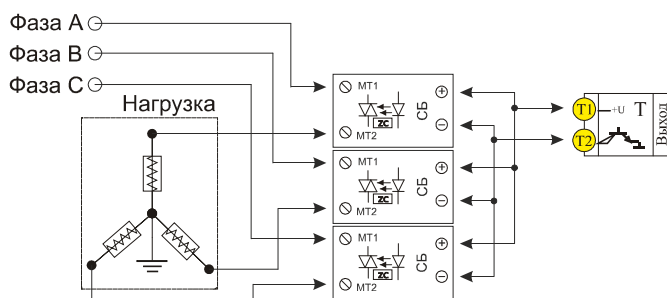 Фаза А
Фаза В
Фаза С
Нагрузка
MT1
ZC
MT2
СБ
+
−
MT1
ZC
MT2
СБ
+
−
MT1
ZC
MT2
СБ
+
−
T1 +U T
T2
Выход